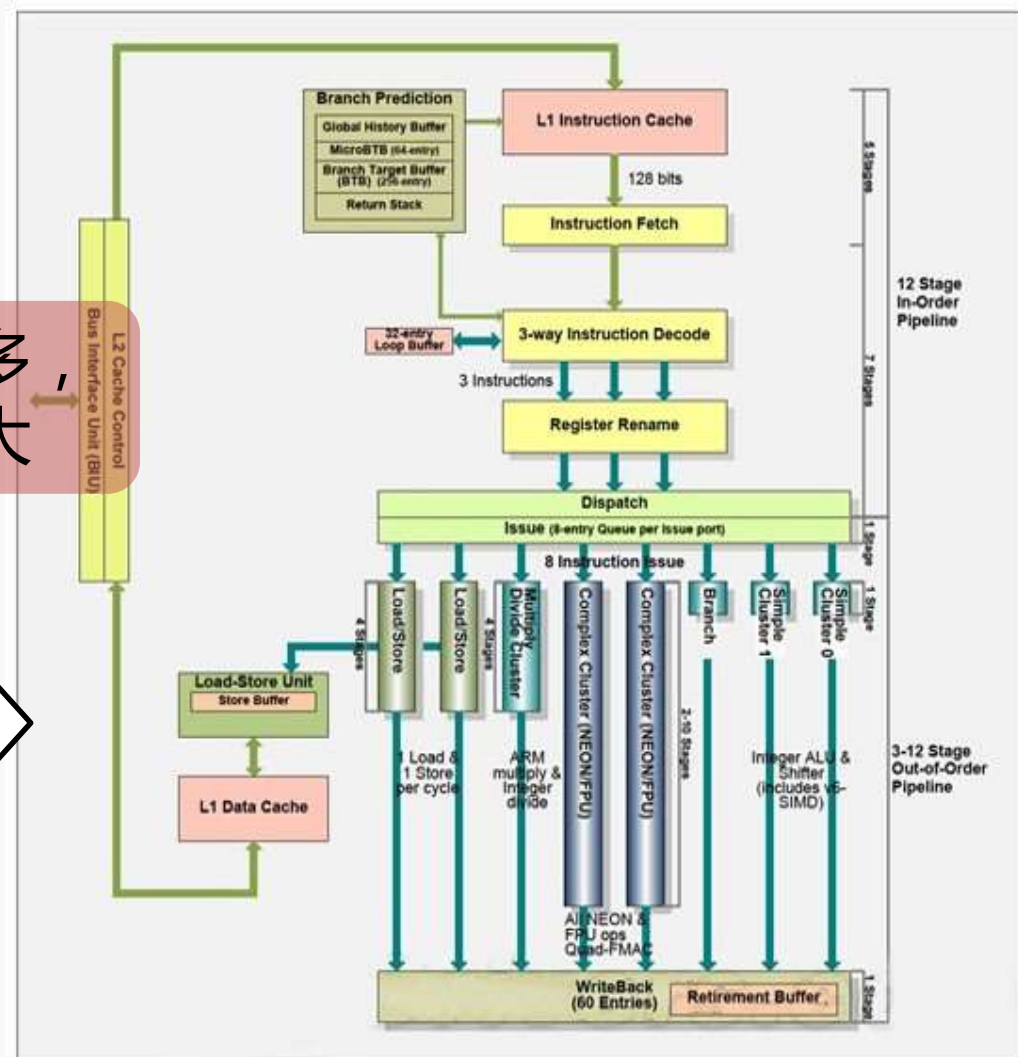 Branch Prediction
Global History Buffer
MicroBTB (64-entry)
Branch Target Buffer
(BTB) (256-entry)
Return Stack
L1 Instruction Cache
128 bits
Instruction Fetch
5 Stages
12 Stage
In-Order
Pipeline
32-entry
Loop Buffer
3-way Instruction Decode
3 Instructions
7 Stages
Register Rename
多，
大
L2 Cache Control
Bus Interface Unit (BIU)
Dispatch
Issue (8-entry Queue per Issue port)
1 Stage
8 Instruction Issue
4 Stages
Load/Store
Load/Store
4 Stages
Multiply
Divide Cluster
Complex Cluster (NEON/FPU)
Complex Cluster (NEON/FPU)
2-10 Stages
Branch
Simple
Cluster 1
Simple
Cluster 0
1 Stage
Load-Store Unit
Store Buffer
1 Load &
1 Store
per cycle
ARM
multiply &
Integer
divide
Integer ALU &
Shifter
(includes v6-
SIMD)
3-12 Stage
Out-of-Order
Pipeline
L1 Data Cache
All NEON &
FPU ops
Quad-FMAC
WriteBack
(60 Entries)
Retirement Buffer
1 Stage